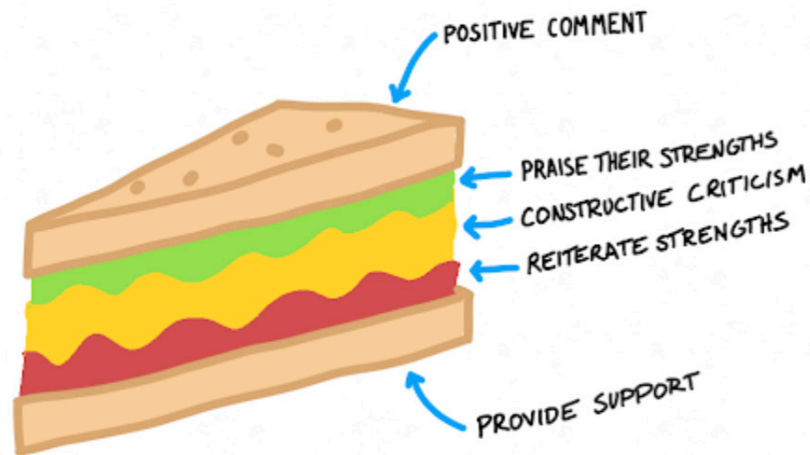 POSITIVE COMMENT
PRAISE THEIR STRENGTHS
CONSTRUCTIVE CRITICISM
REITERATE STRENGTHS
PROVIDE SUPPORT